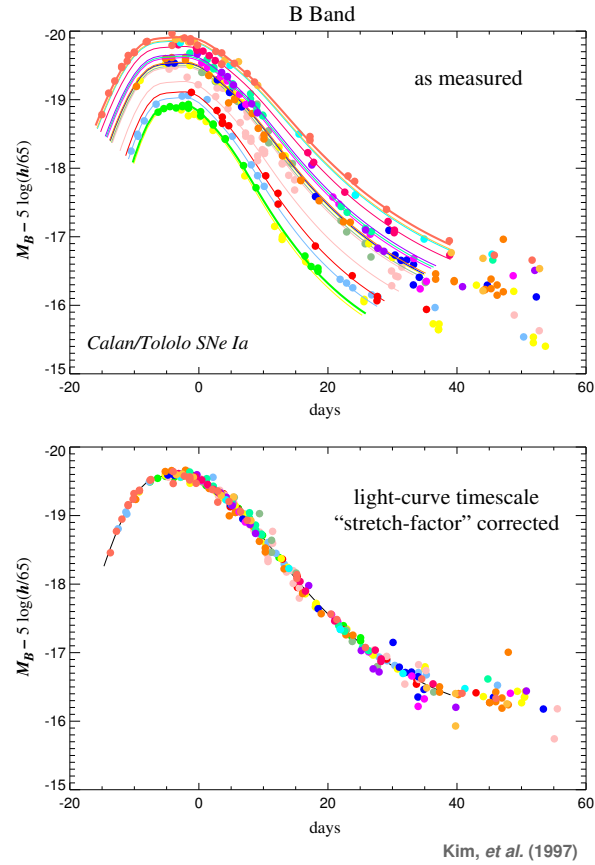 B Band
-20
as measured
-19
-18
-17
-16
-15
M_B – 5 log(h/65)
Calan/Tololo SNe Ia
-20 0 20 40 60
days
-20
light-curve timescale
“stretch-factor” corrected
-19
-18
-17
-16
-15
M_B – 5 log(h/65)
-20 0 20 40 60
days
Kim, et al. (1997)